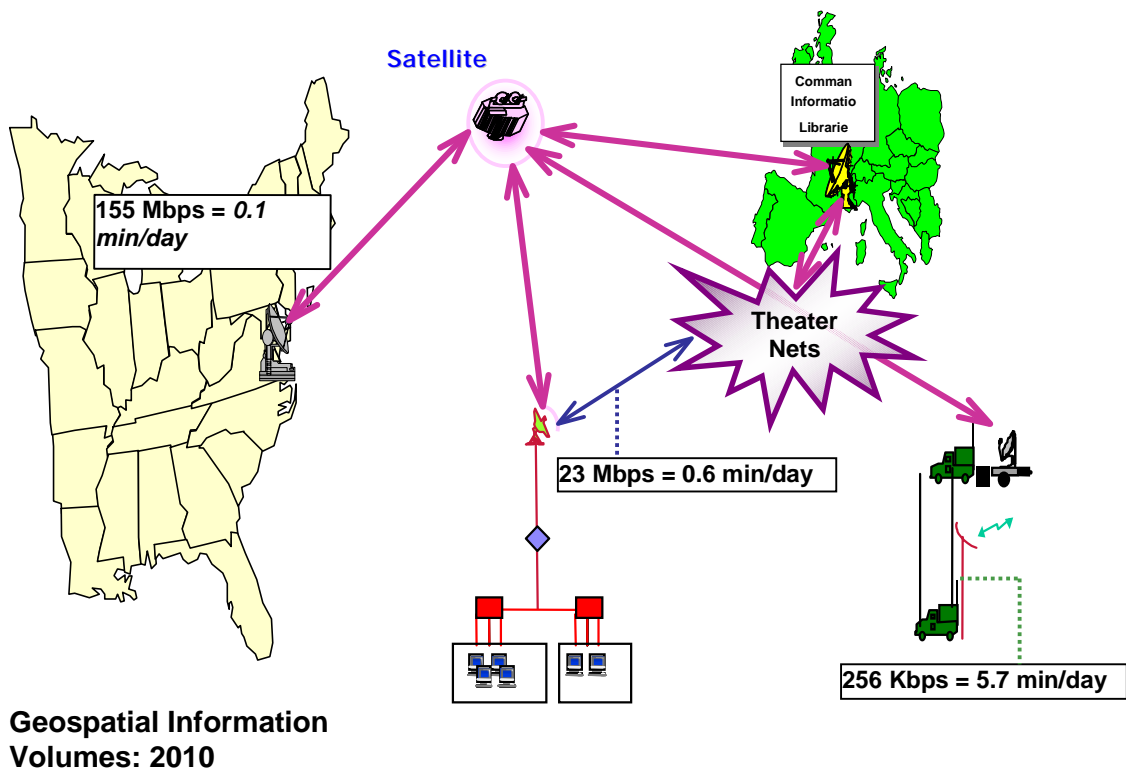 Satellite
Comman
Informatio
Librarie
155 Mbps = 0.1
min/day
Theater
Nets
23 Mbps = 0.6 min/day
256 Kbps = 5.7 min/day
Geospatial Information
Volumes: 2010